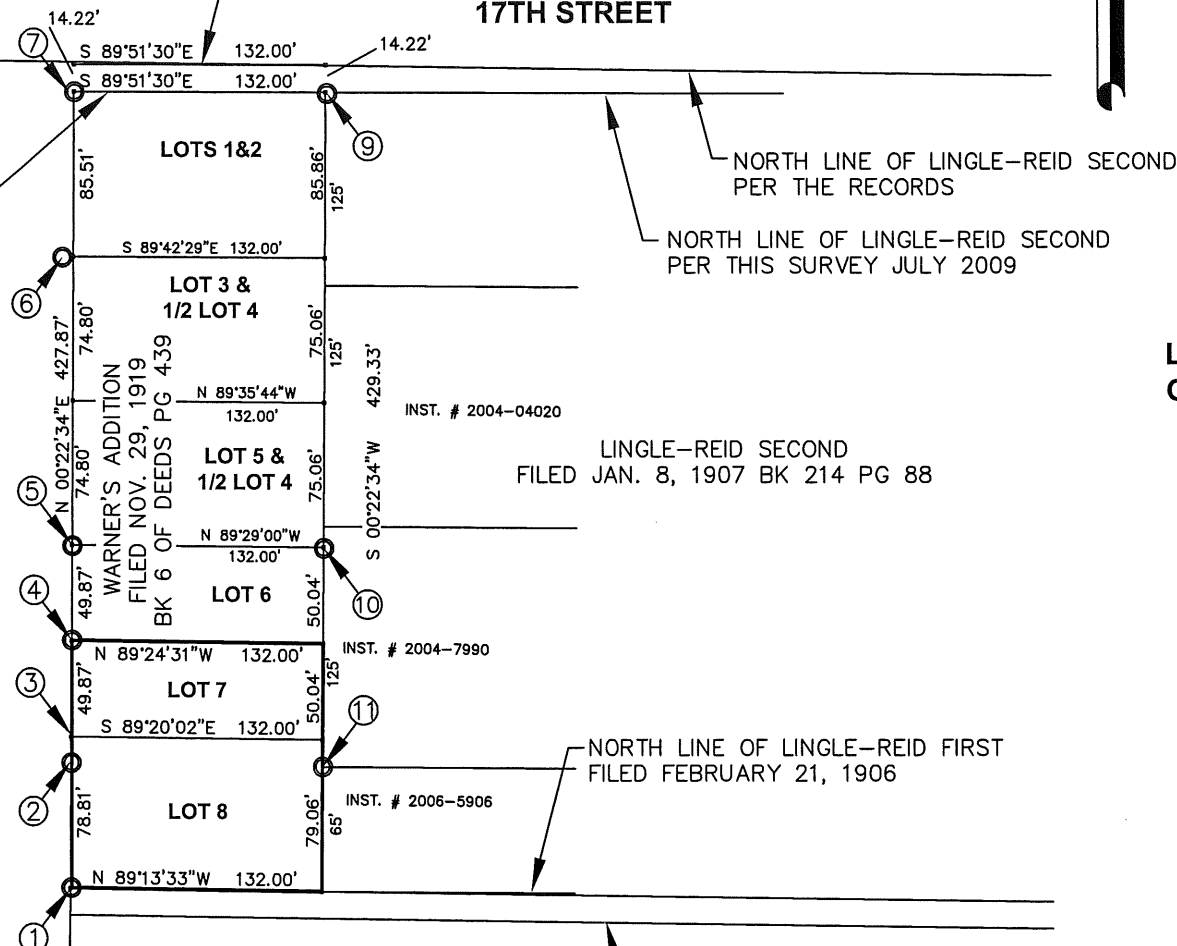 17TH STREET
14.22'
14.22'
7
S 89°51'30"E 132.00'
S 89°51'30"E 132.00'
9
LOTS 1&2
85.51'
85.86'
125'
NORTH LINE OF LINGLE-REID SECOND
PER THE RECORDS
NORTH LINE OF LINGLE-REID SECOND
PER THIS SURVEY JULY 2009
S 89°42'29"E 132.00'
6
LOT 3 &
1/2 LOT 4
N 00°22'34"E 427.87'
74.80'
75.06'
125'
WARNER'S ADDITION
FILED NOV. 29, 1919
BK 6 OF DEEDS PG 439
S 00°22'34"W 429.33'
N 89°35'44"W
132.00'
INST. # 2004-04020
L
LOT 5 &
1/2 LOT 4
74.80'
75.06'
LINGLE-REID SECOND
FILED JAN. 8, 1907 BK 214 PG 88
5
N 89°29'00"W
132.00'
LOT 6
49.87'
50.04'
10
4
N 89°24'31"W 132.00'
INST. # 2004-7990
125'
LOT 7
49.87'
50.04'
3
11
S 89°20'02"E 132.00'
NORTH LINE OF LINGLE-REID FIRST
FILED FEBRUARY 21, 1906
2
LOT 8
78.81'
79.06'
65'
INST. # 2006-5906
N 89°13'33"W 132.00'
1